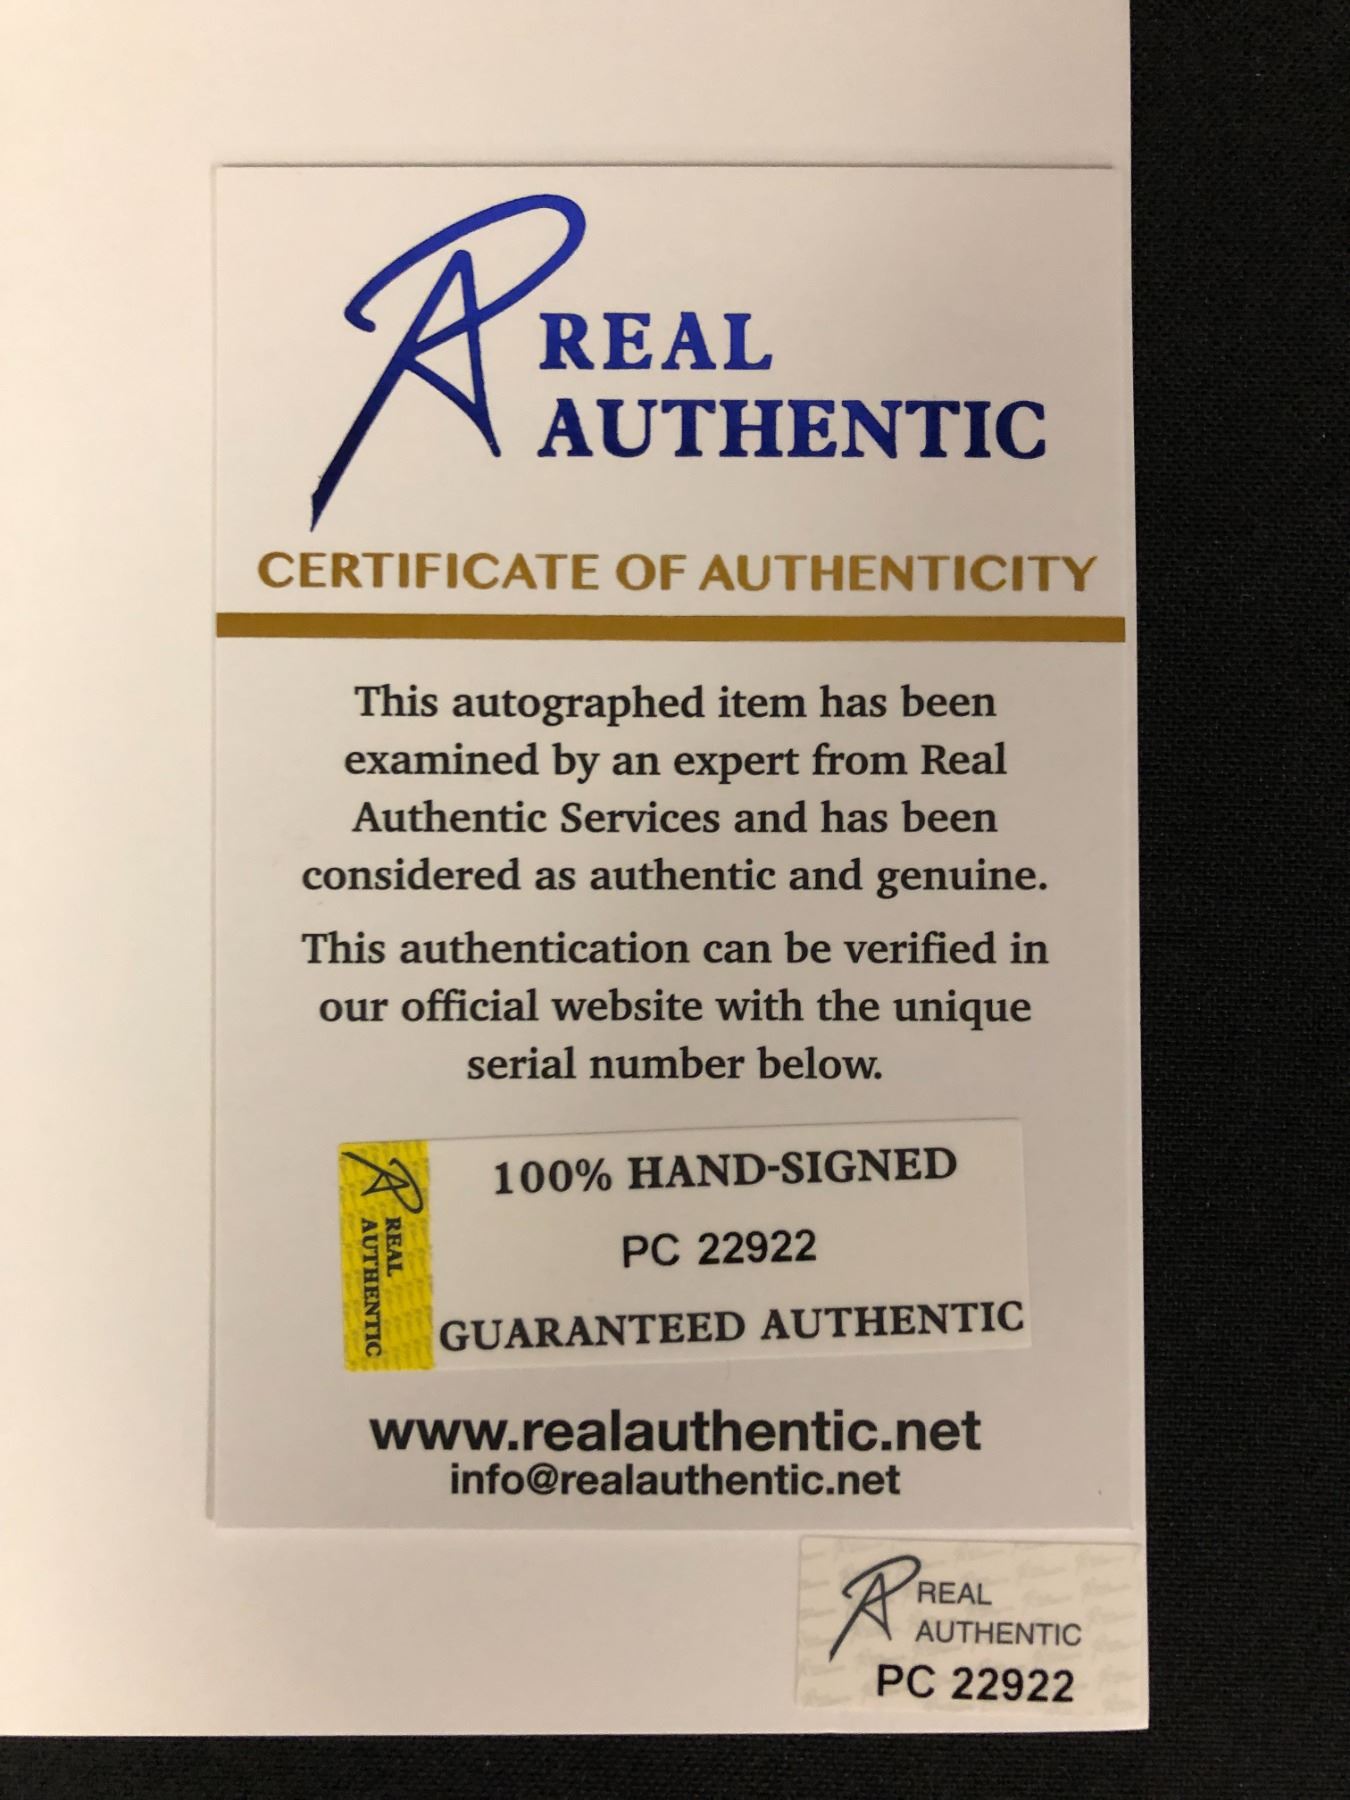 REAL
AUTHENTIC
CERTIFICATE OF AUTHENTICITY
This autographed item has been
examined by an expert from Real
Authentic Services and has been
considered as authentic and genuine.
This authentication can be verified in
our official website with the unique
serial number below.
REAL
AUTHENTIC
100% HAND-SIGNED
PC 22922
GUARANTEED AUTHENTIC
www.realauthentic.net
info@realauthentic.net
REAL
AUTHENTIC
PC 22922